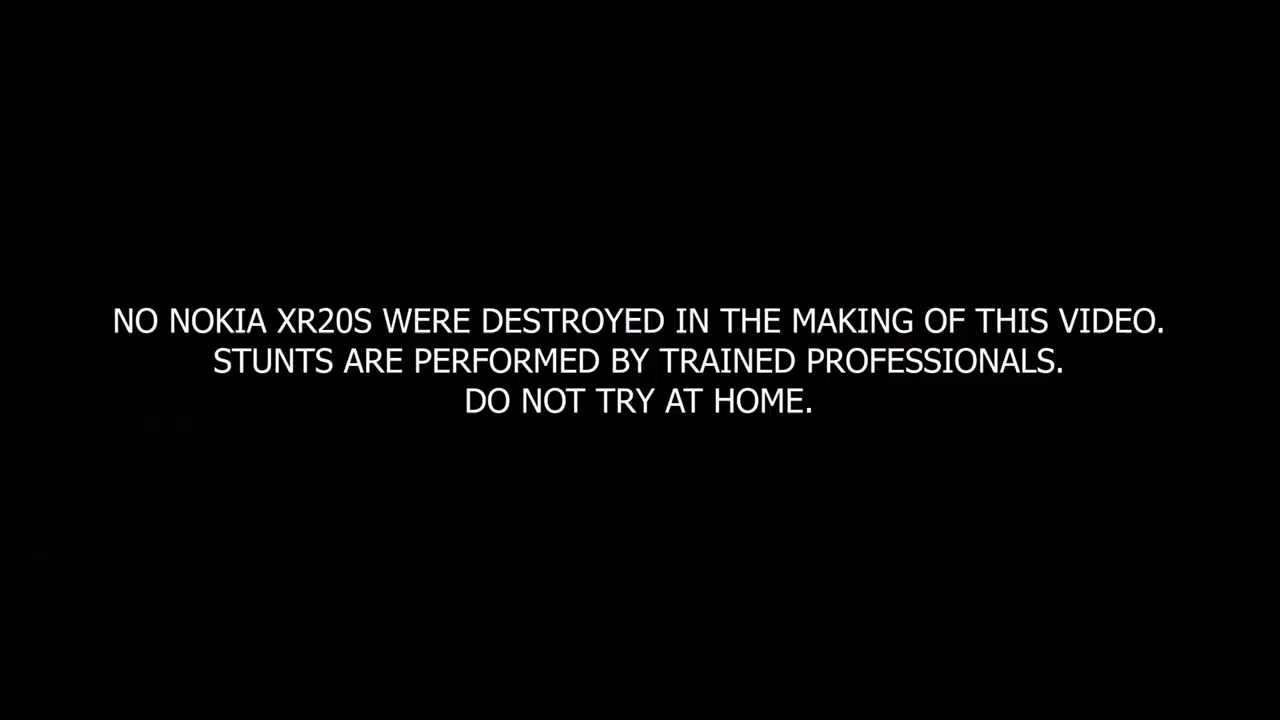 NO NOKIA XR20S WERE DESTROYED IN THE MAKING OF THIS VIDEO.
STUNTS ARE PERFORMED BY TRAINED PROFESSIONALS.
DO NOT TRY AT HOME.